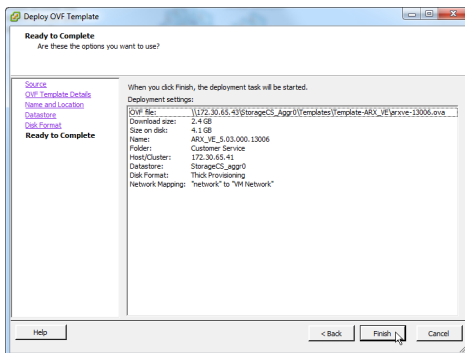 Deploy OVF Template
Ready to Complete
Are these the options you want to use?
Source
OVF Template Details
Name and Location
Datastore
Disk Format
Ready to Complete
When you click Finish, the deployment task will be started.
Deployment settings:
OVF file: \\172.30.65.43\StorageCS_Aggr0\Templates\Template-ARX_VE\arxve-13006.ova
Download size: 2.4 GB
Size on disk: 4.1 GB
Name: ARX_VE_5.03.000.13006
Folder: Customer Service
Host/Cluster: 172.30.65.41
Datastore: StorageCS_aggr0
Disk Format: Thick Provisioning
Network Mapping: "network" to "VM Network"
Help
< Back
Finish
Cancel